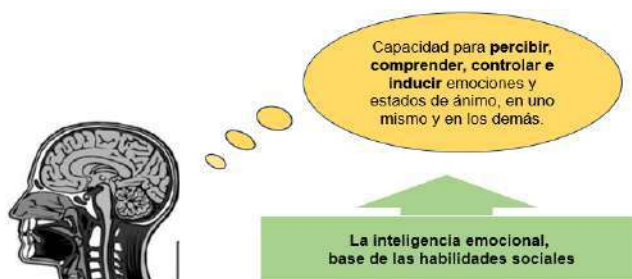 Capacidad para percibir,
comprender, controlar e
inducir emociones y
estados de ánimo, en uno
mismo y en los demás.
La inteligencia emocional,
base de las habilidades sociales